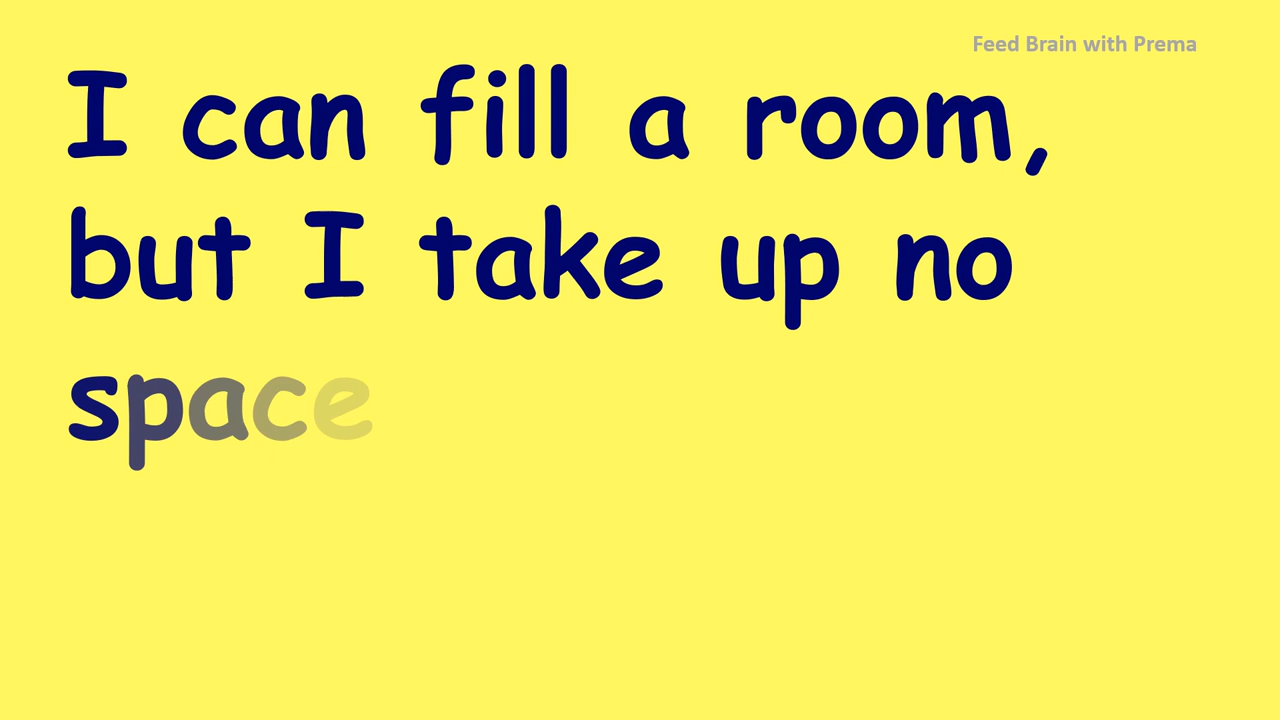 Feed Brain with Prema
I can fill a room,
but I take up no
space